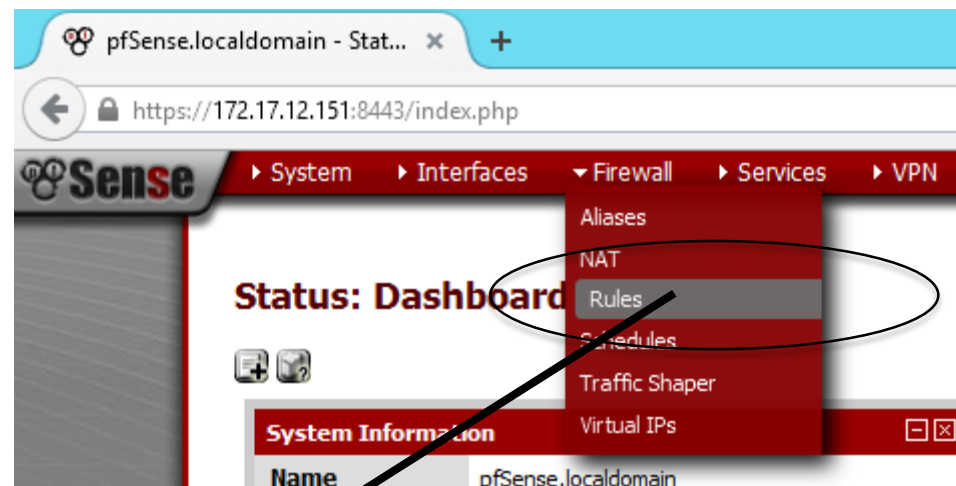 pfSense.localdomain - Stat... × +
https://172.17.12.151:8443/index.php
Sense System Interfaces Firewall Services VPN
Aliases
NAT
Rules
Schedules
Traffic Shaper
Virtual IPs
Status: Dashboard
System Information
Name pfSense.localdomain